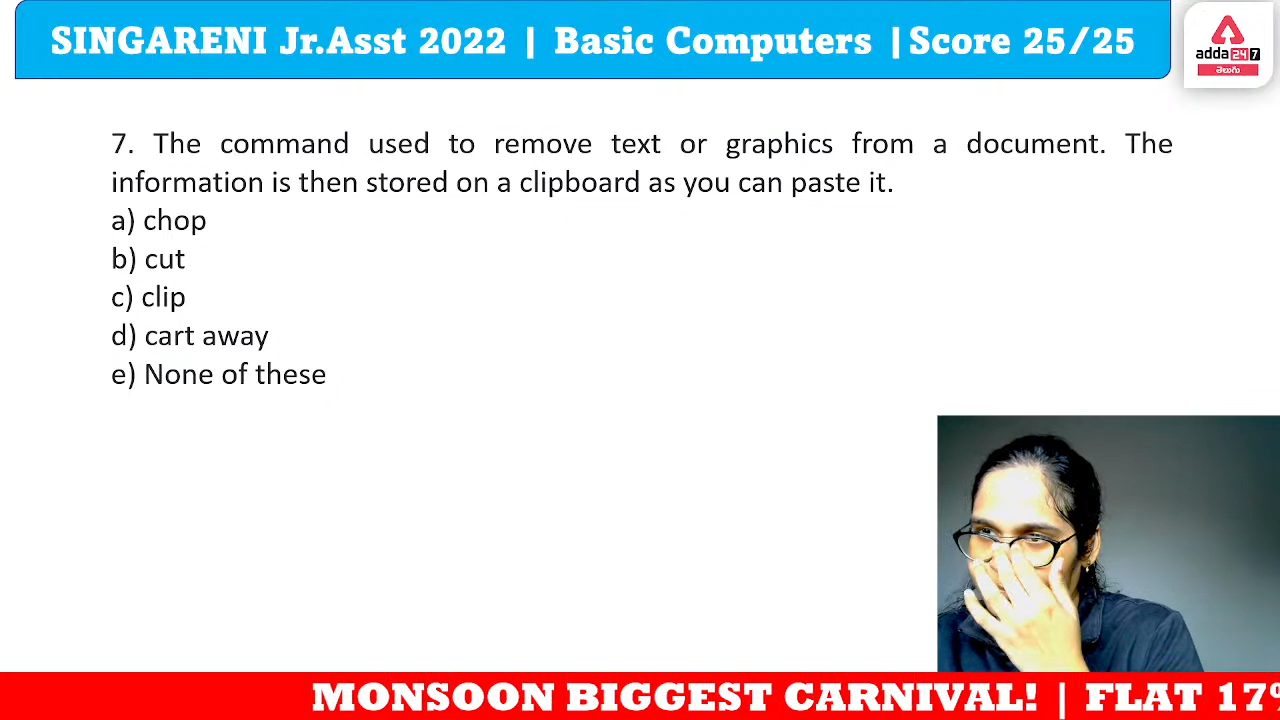 SINGARENI Jr.Asst 2022 | Basic Computers |Score 25/25
adda247
తెలుగు
7. The command used to remove text or graphics from a document. The
information is then stored on a clipboard as you can paste it.
a) chop
b) cut
c) clip
d) cart away
e) None of these
MONSOON BIGGEST CARNIVAL! | FLAT 17%